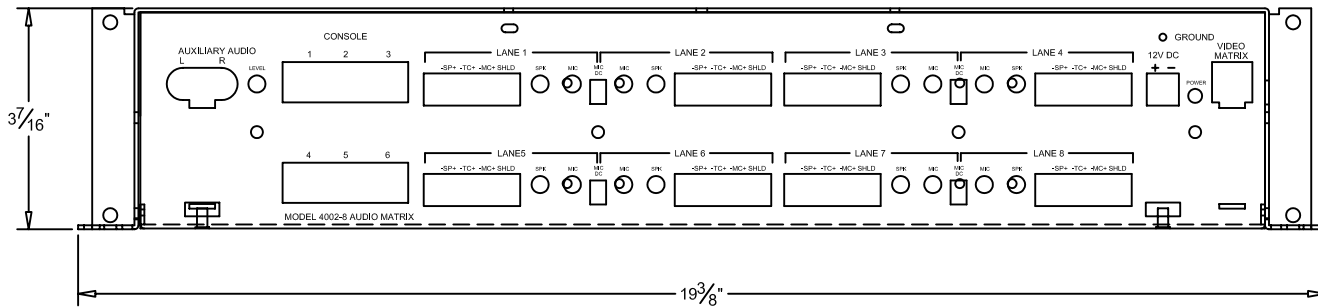 CONSOLE
1 2 3
AUXILIARY AUDIO
L R
LEVEL
LANE 1 LANE 2 LANE 3 LANE 4
GROUND
12V DC
+ −
VIDEO
MATRIX
POWER
-SP+ -TC+ -MC+ SHLD SPK MIC MIC DC MIC SPK -SP+ -TC+ -MC+ SHLD
-SP+ -TC+ -MC+ SHLD SPK MIC MIC DC MIC SPK -SP+ -TC+ -MC+ SHLD
3 7/16"
4 5 6
LANE5 LANE 6 LANE 7 LANE 8
-SP+ -TC+ -MC+ SHLD SPK MIC MIC DC MIC SPK -SP+ -TC+ -MC+ SHLD
-SP+ -TC+ -MC+ SHLD SPK MIC MIC DC MIC SPK -SP+ -TC+ -MC+ SHLD
MODEL 4002-8 AUDIO MATRIX
19 3/8"